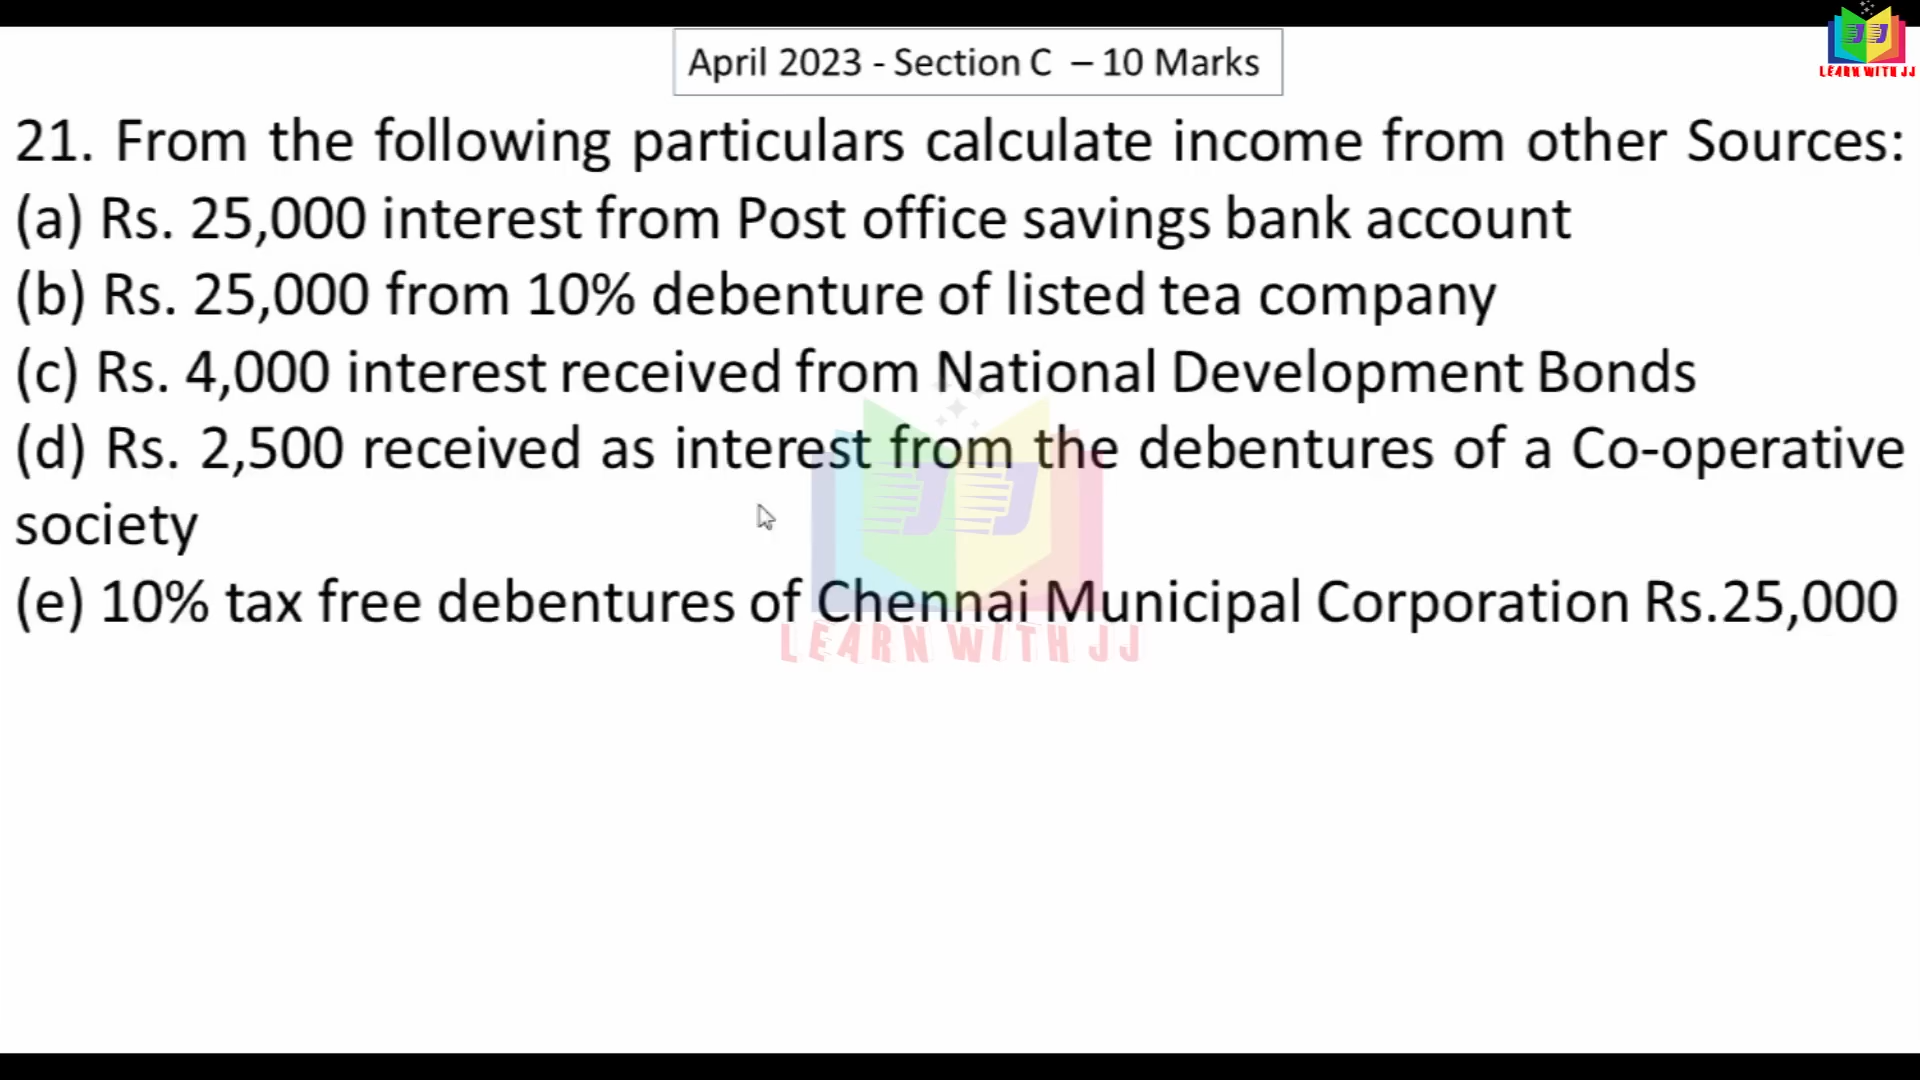 April 2023 - Section C – 10 Marks
LEARN WITH JJ
21. From the following particulars calculate income from other Sources:
(a) Rs. 25,000 interest from Post office savings bank account
(b) Rs. 25,000 from 10% debenture of listed tea company
(c) Rs. 4,000 interest received from National Development Bonds
(d) Rs. 2,500 received as interest from the debentures of a Co-operative
society
(e) 10% tax free debentures of Chennai Municipal Corporation Rs.25,000
LEARN WITH JJ